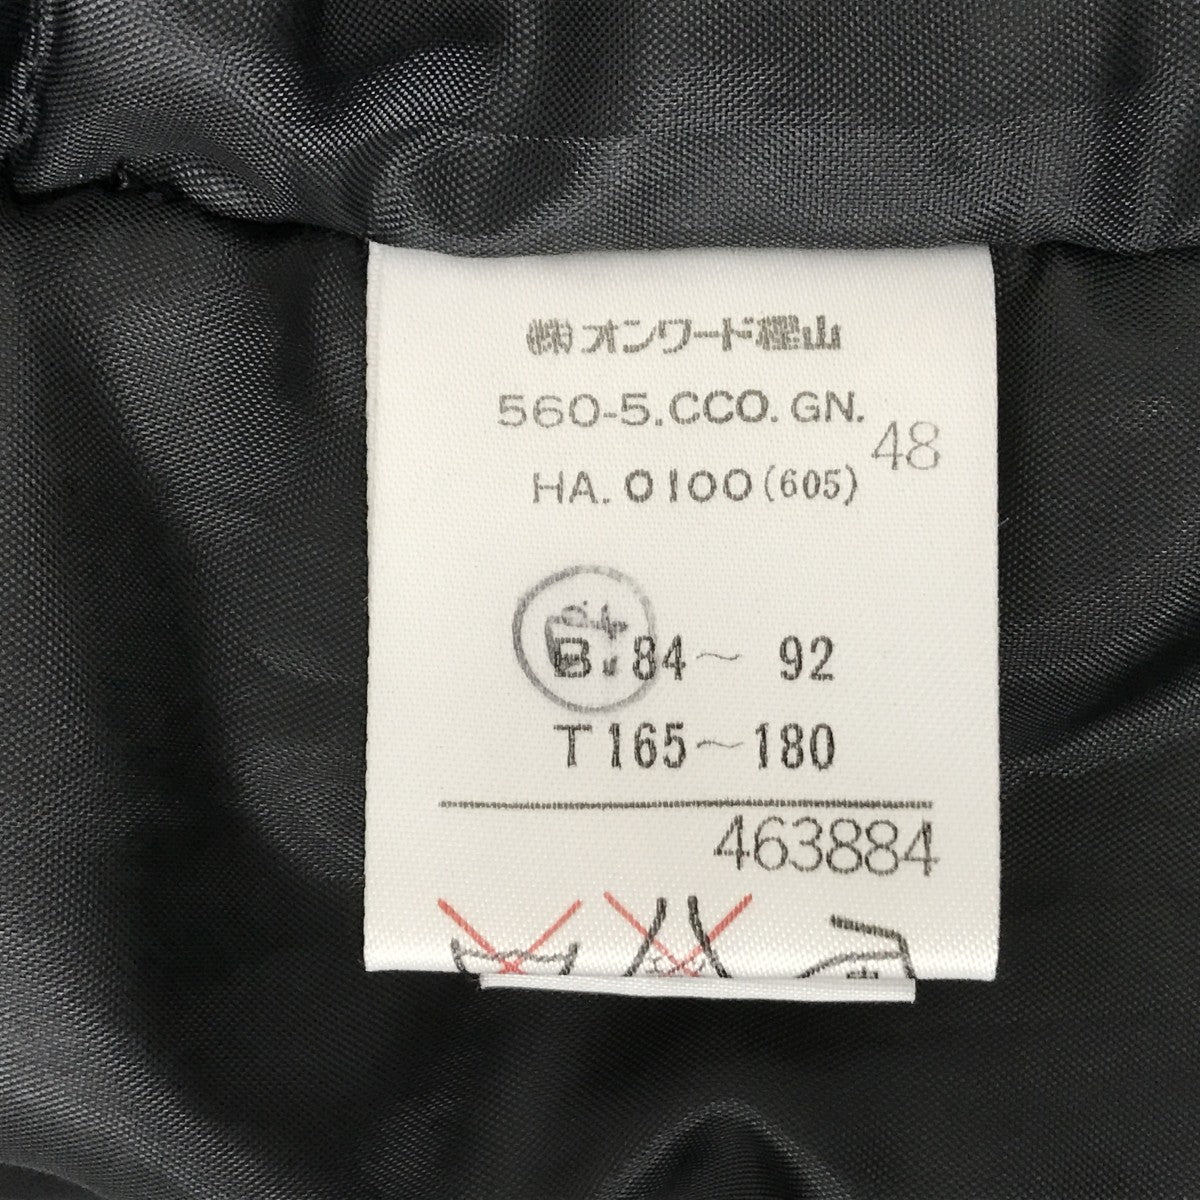 ㈱オンワード樫山
560-5.CCO.GN.
48
HA.0100(605)
B.84～ 92
T165～180
463884